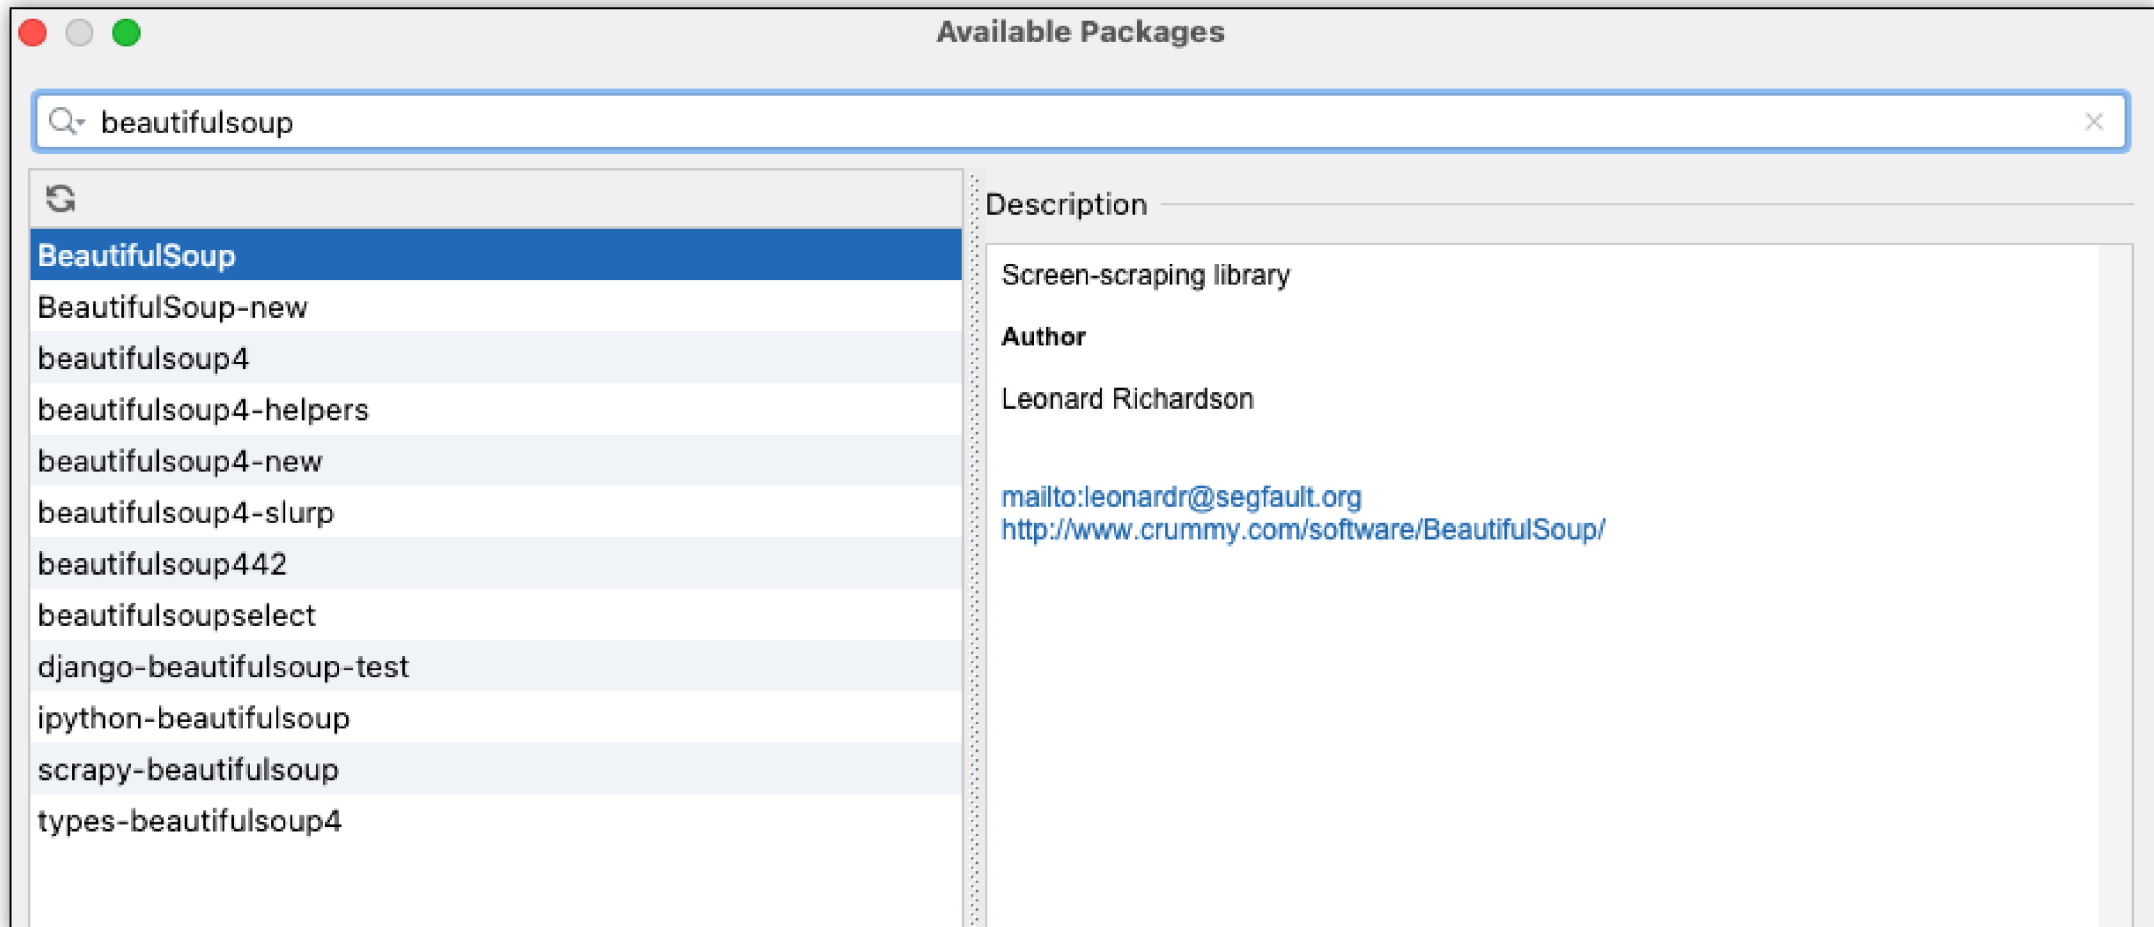 Available Packages
beautifulsoup
Description
BeautifulSoup
BeautifulSoup-new
beautifulsoup4
beautifulsoup4-helpers
beautifulsoup4-new
beautifulsoup4-slurp
beautifulsoup442
beautifulsoupselect
django-beautifulsoup-test
ipython-beautifulsoup
scrapy-beautifulsoup
types-beautifulsoup4
Screen-scraping library
Author
Leonard Richardson
mailto:leonardr@segfault.org
http://www.crummy.com/software/BeautifulSoup/